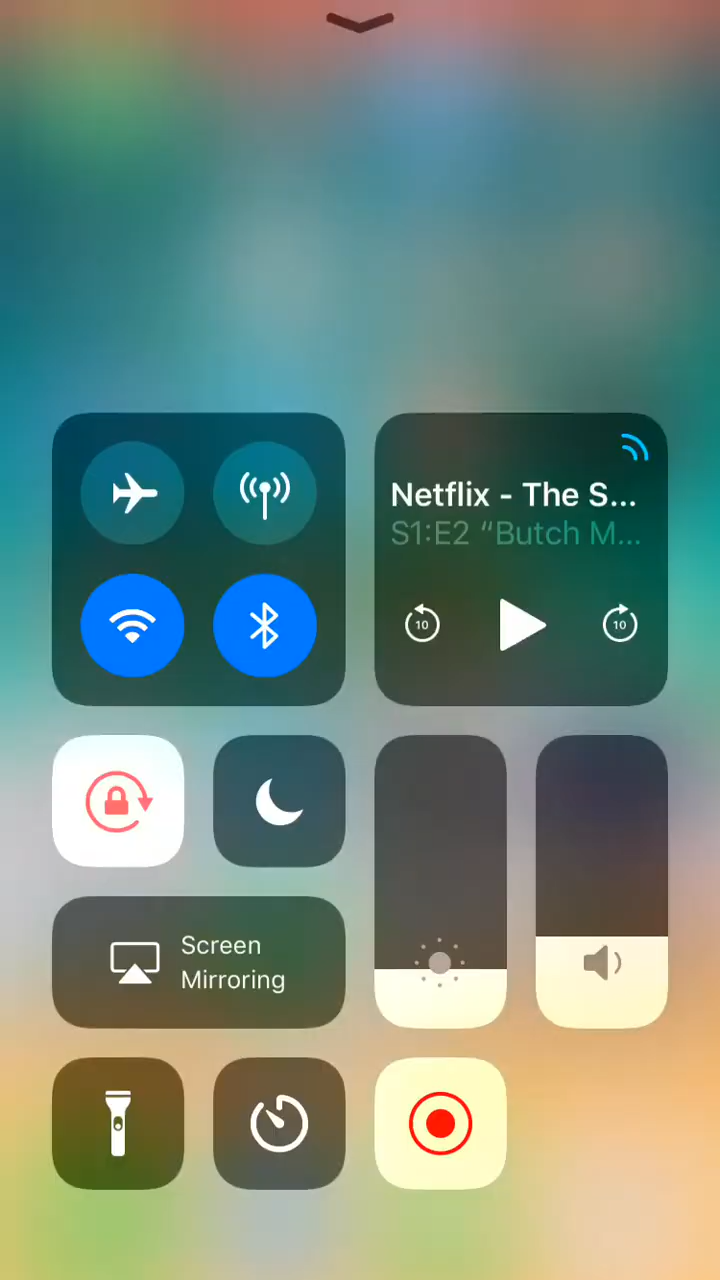 Netflix - The S...
S1:E2 “Butch M...
10
10
Screen
Mirroring